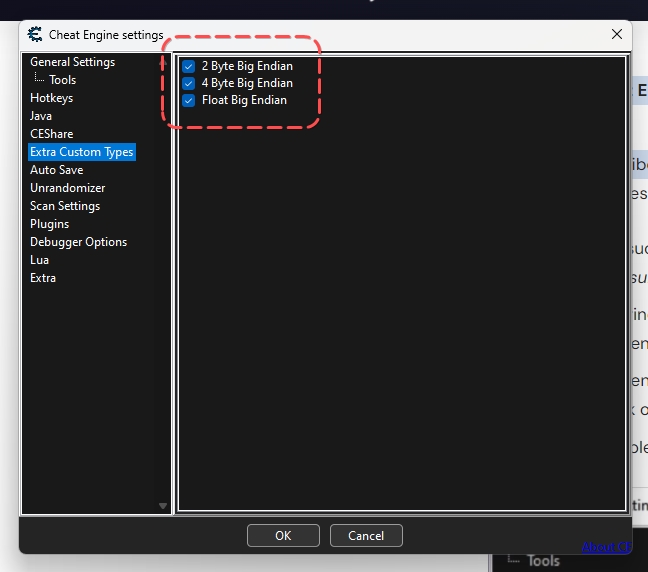 Cheat Engine settings
General Settings
Tools
Hotkeys
Java
CEShare
Extra Custom Types
Auto Save
Unrandomizer
Scan Settings
Plugins
Debugger Options
Lua
Extra
2 Byte Big Endian
4 Byte Big Endian
Float Big Endian
OK
Cancel
About CE
Tools